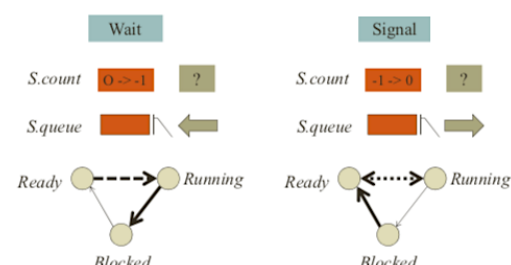 Wait
Signal
S.count
O -> -1
?
S.count
-1 -> 0
?
S.queue
S.queue
Ready
Running
Ready
Running
Blocked
Blocked